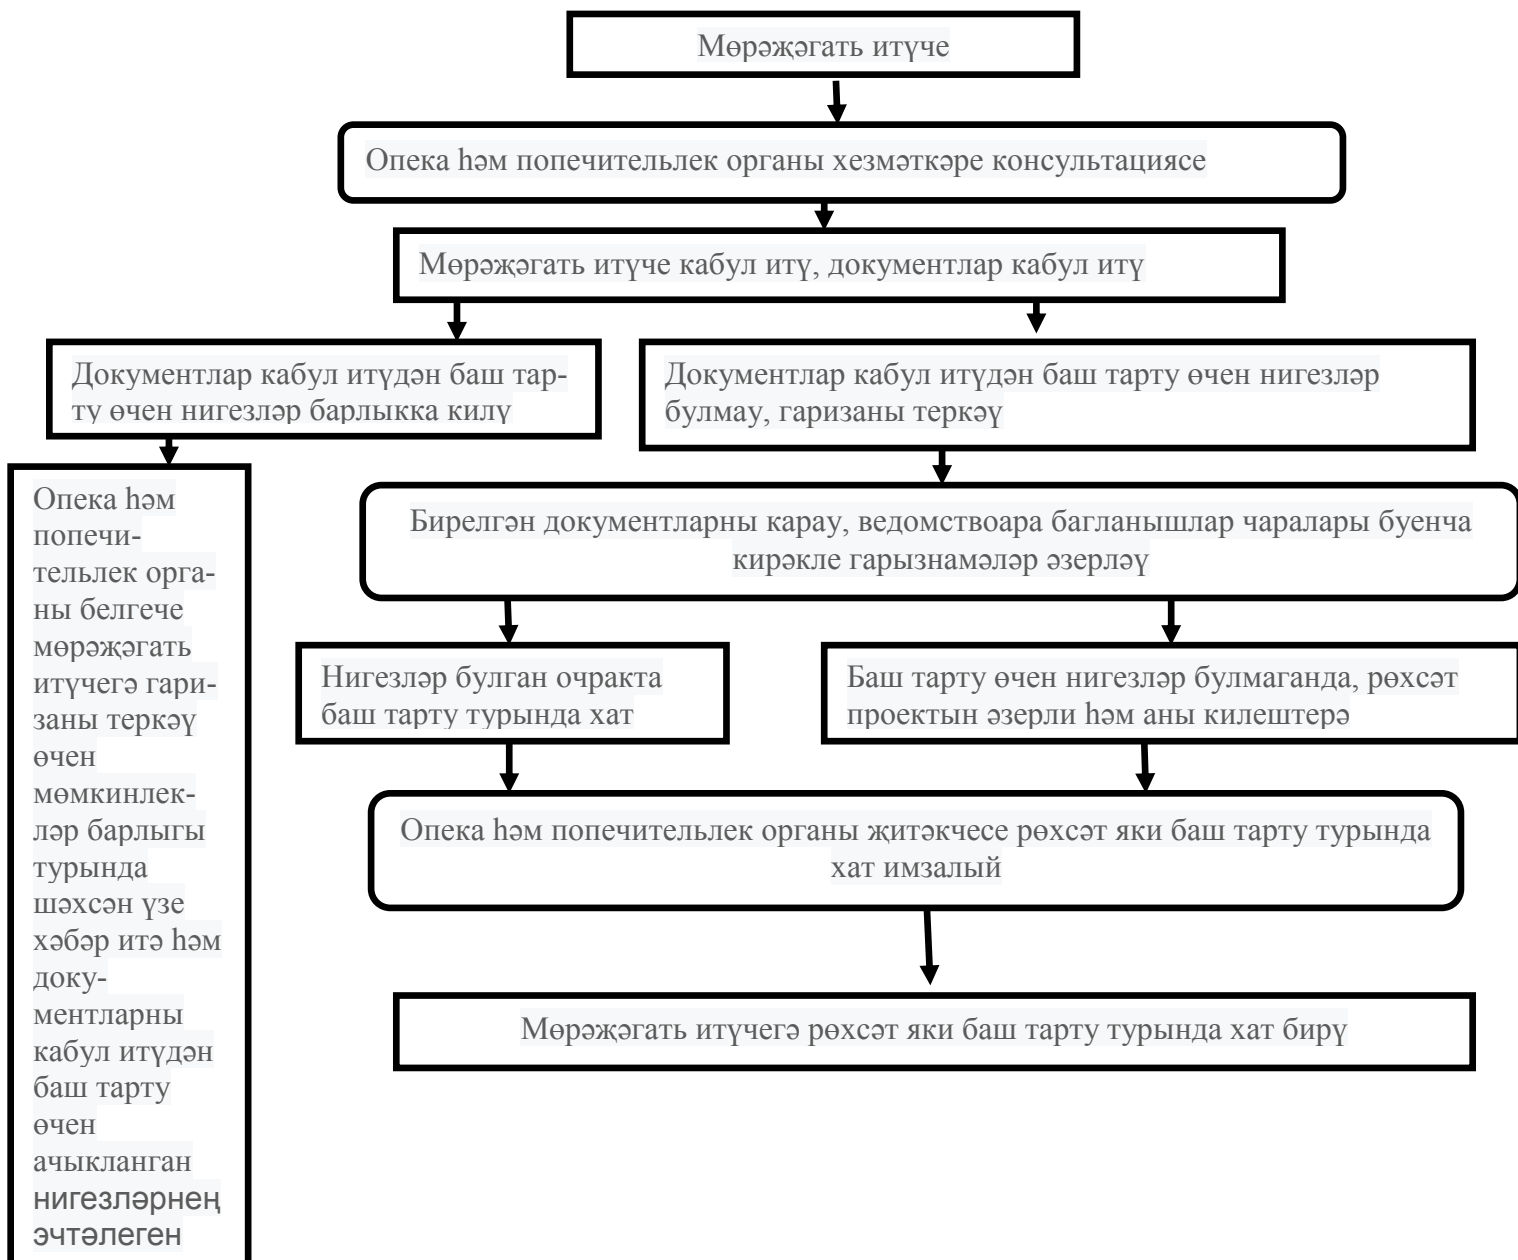 Мөрәҗәгать итүче
Опека һәм попечительлек органы хезмәткәре консультациясе
Мөрәҗәгать итүче кабул итү, документлар кабул итү
Документлар кабул итүдән баш тар-
ту өчен нигезләр барлыкка килү
Документлар кабул итүдән баш тарту өчен нигезләр
булмау, гаризаны теркәү
Опека һәм
попечи-
тельлек орга-
ны белгече
мөрәҗәгать
итүчегә гари-
заны теркәү
өчен
мөмкинлек-
ләр барлыгы
турында
шәхсән үзе
хәбәр итә һәм
доку-
ментларны
кабул итүдән
баш тарту
өчен
ачыкланган
нигезләрнең
эчтәлеген
Бирелгән документларны карау, ведомствоара багланышлар чаралары буенча
кирәкле гарызнамәләр әзерләү
Нигезләр булган очракта
баш тарту турында хат
Баш тарту өчен нигезләр булмаганда, рөхсәт
проектын әзерли һәм аны килештерә
Опека һәм попечительлек органы җитәкчесе рөхсәт яки баш тарту турында
хат имзалый
Мөрәҗәгать итүчегә рөхсәт яки баш тарту турында хат бирү